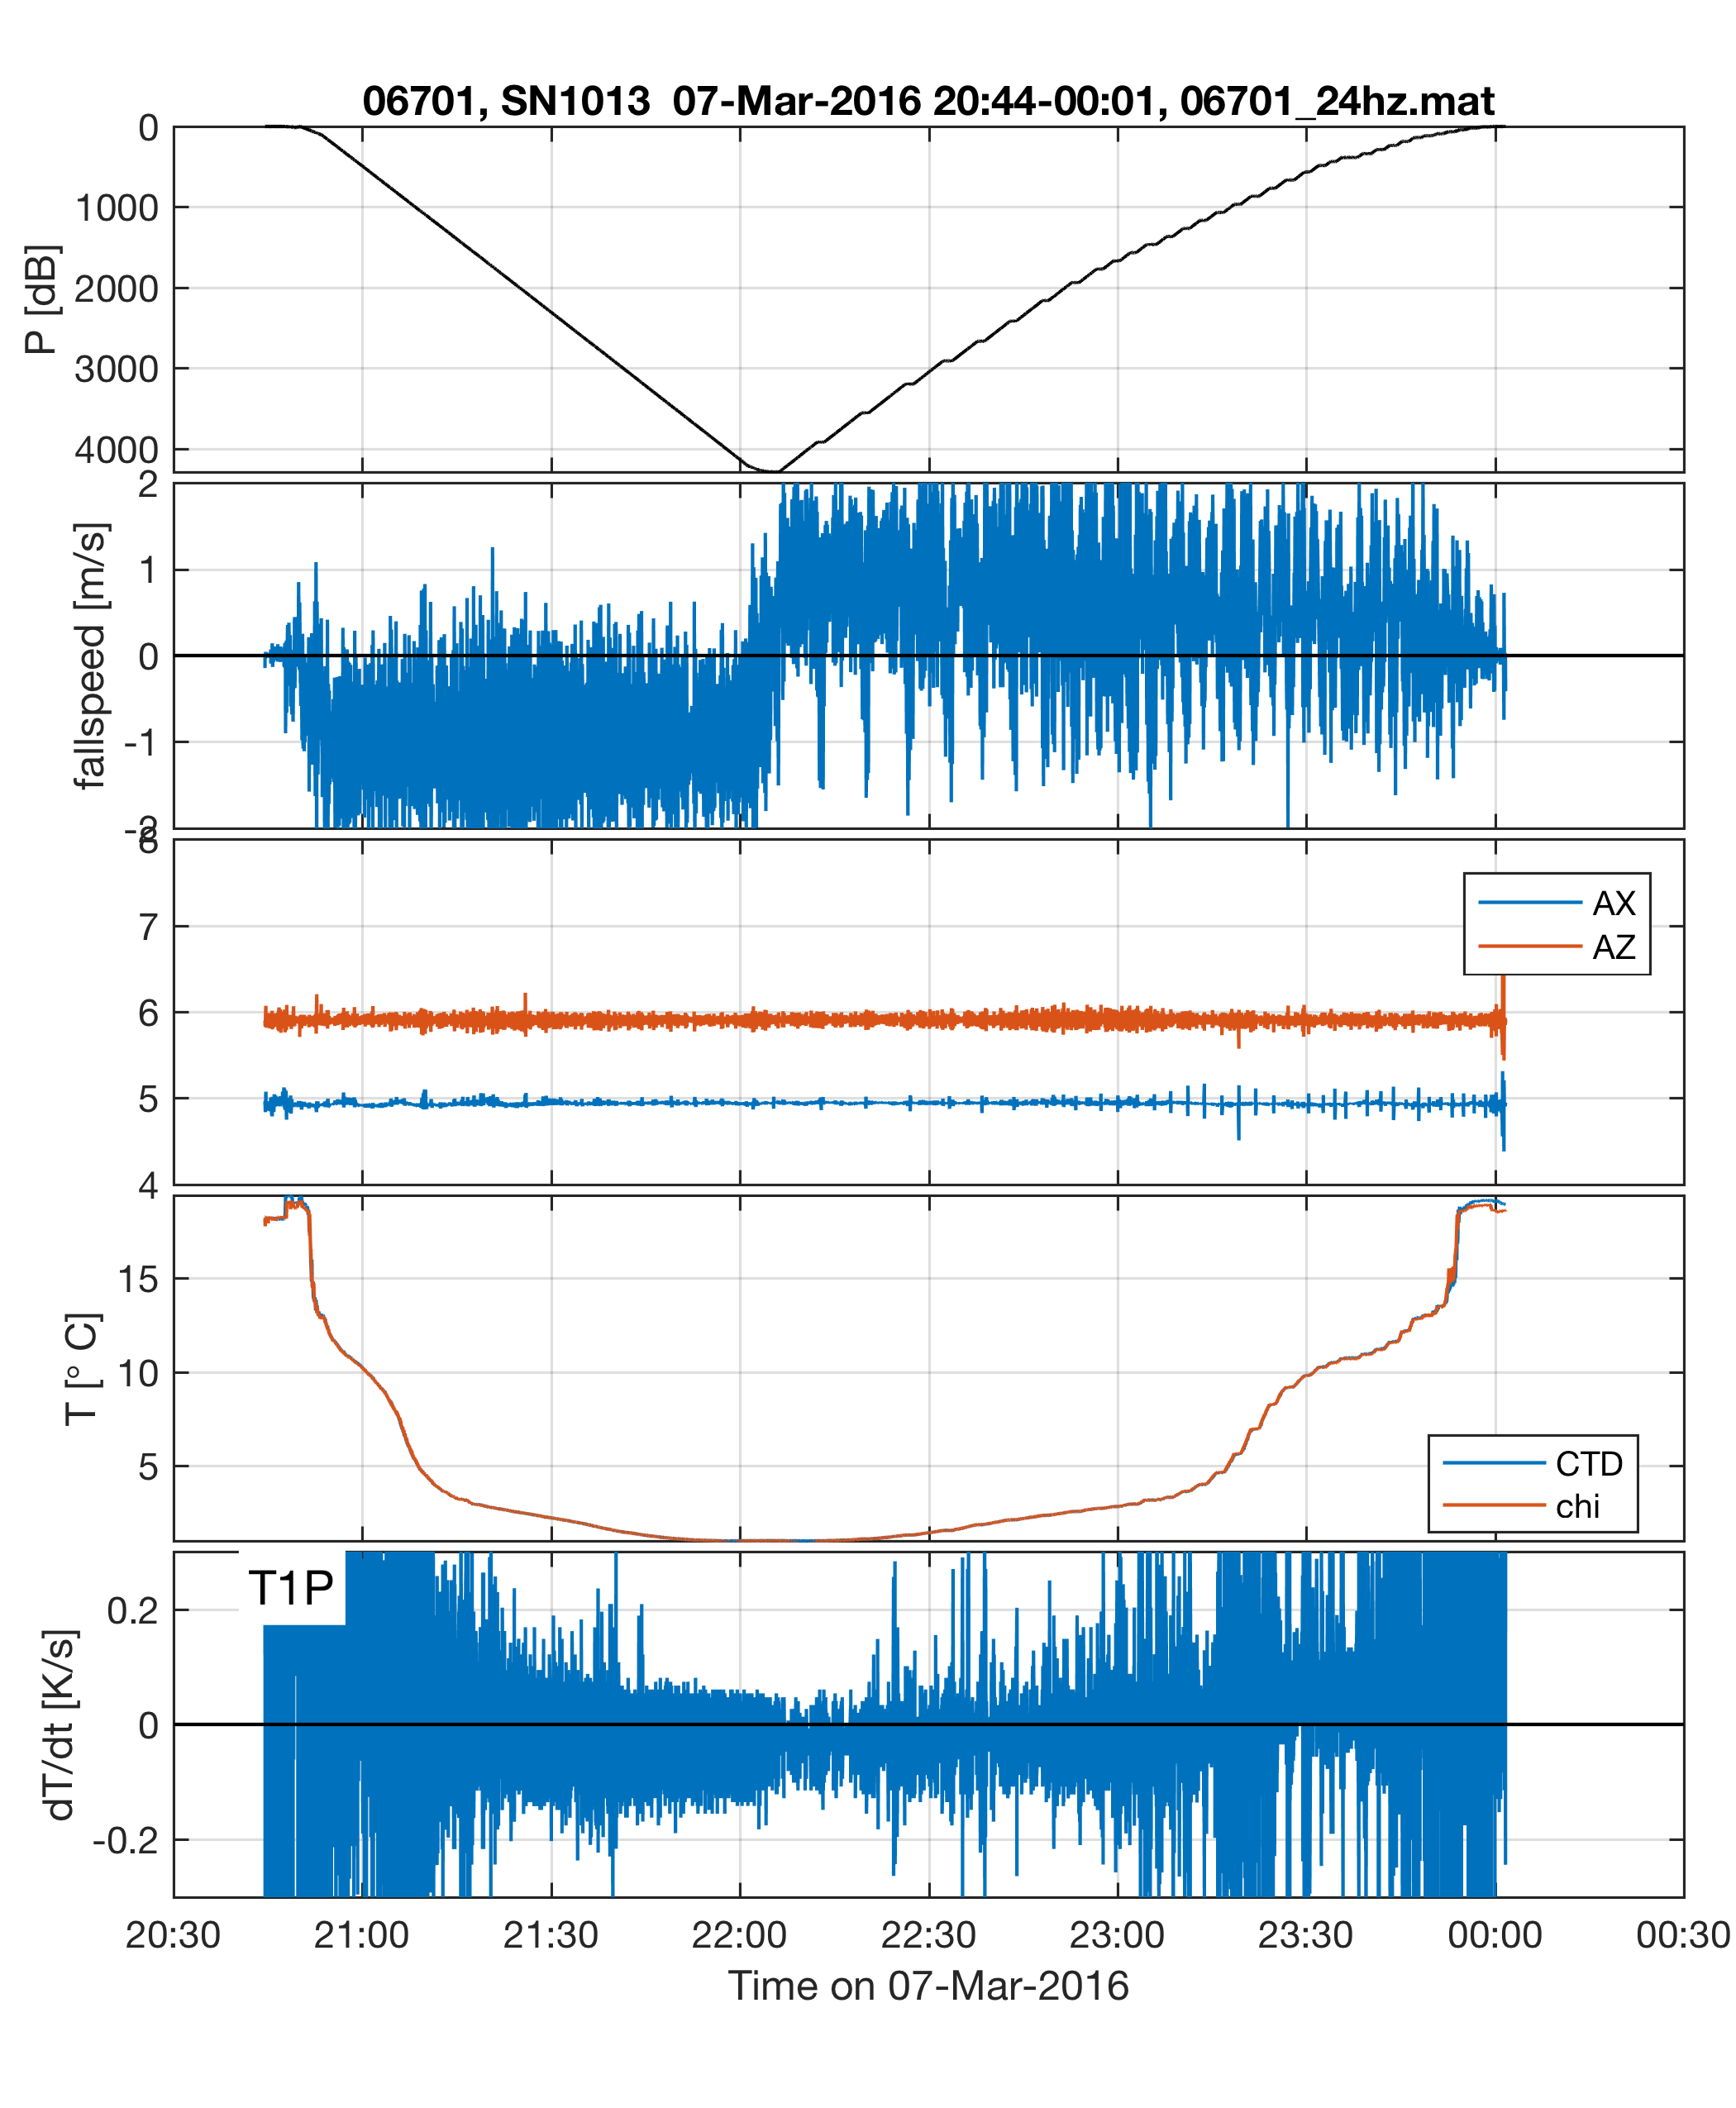 06701, SN1013  07-Mar-2016 20:44-00:01, 06701_24hz.mat
0
1000
2000
3000
4000
P [dB]
2
1
0
-1
-2
fallspeed [m/s]
8
7
6
5
4
AX
AZ
15
10
5
T [° C]
CTD
chi
T1P
0.2
0
-0.2
dT/dt [K/s]
20:30 21:00 21:30 22:00 22:30 23:00 23:30 00:00 00:30
Time on 07-Mar-2016